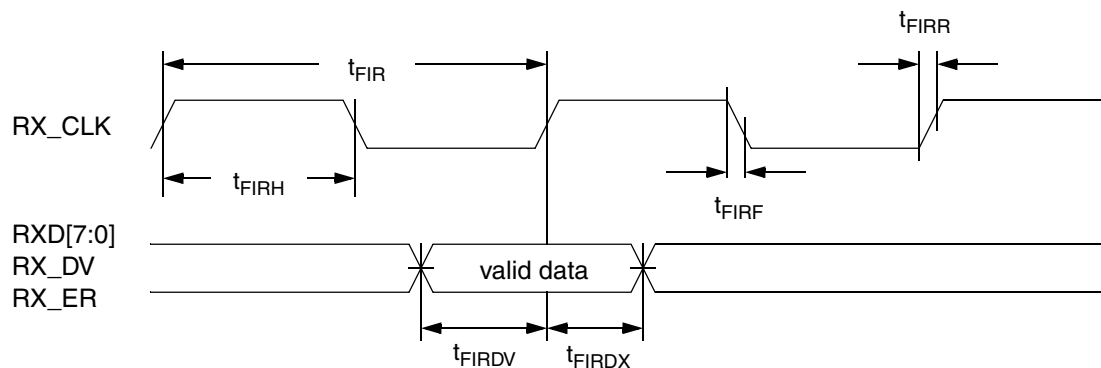 tFIRR
tFIR
RX_CLK
tFIRH
tFIRF
RXD[7:0]
RX_DV
valid data
RX_ER
tFIRDV
tFIRDX